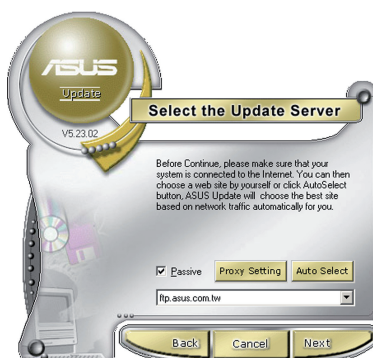 ASUS
Update
V5.23.02
Select the Update Server
Before Continue, please make sure that your
system is connected to the Internet. You can then
choose a web site by yourself or click AutoSelect
button, ASUS Update will choose the best site
based on network traffic automatically for you.
Passive
Proxy Setting
Auto Select
ftp.asus.com.tw
Back
Cancel
Next